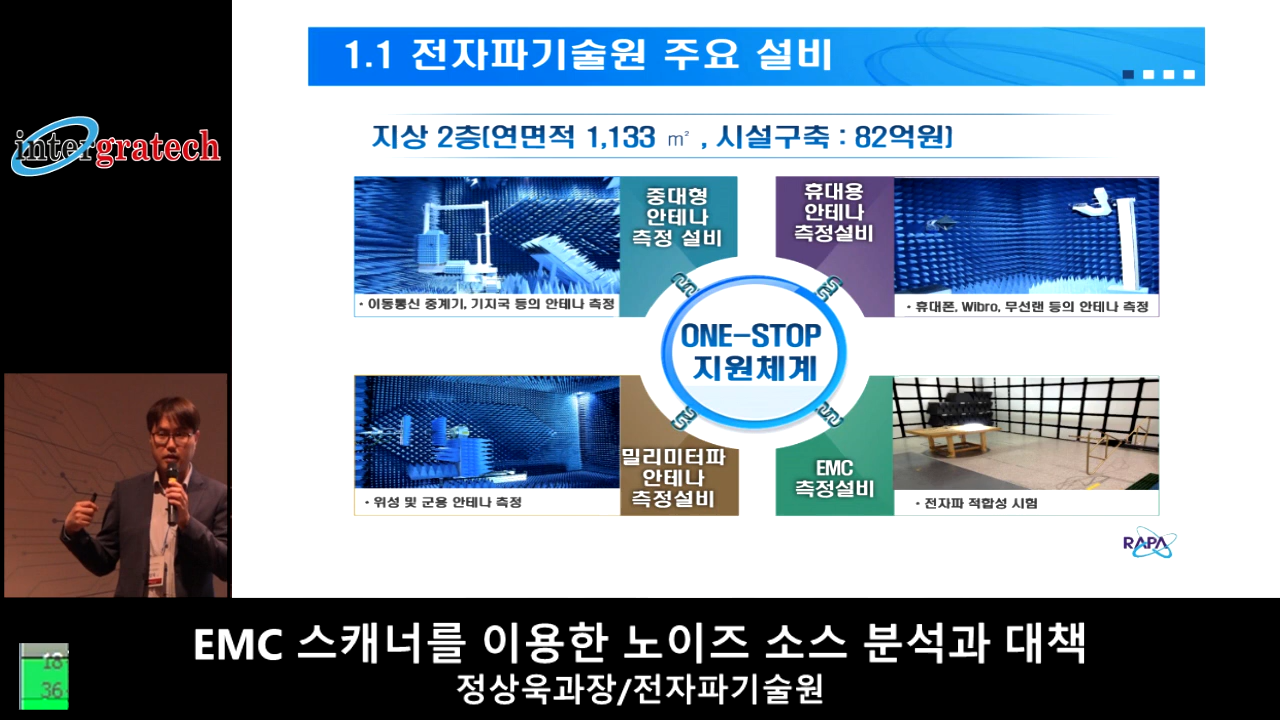 1.1 전자파기술원 주요 설비
지상 2층(연면적 1,133 ㎡ , 시설구축 : 82억원)
intergratech
중대형
안테나
측정 설비
• 이동통신 중계기, 기지국 등의 안테나 측정
휴대용
안테나
측정설비
• 휴대폰, Wibro, 무선랜 등의 안테나 측정
ONE-STOP
지원체계
밀리미터파
안테나
측정설비
• 위성 및 군용 안테나 측정
EMC
측정설비
• 전자파 적합성 시험
RAPA
EMC 스캐너를 이용한 노이즈 소스 분석과 대책
정상욱과장/전자파기술원
18
36